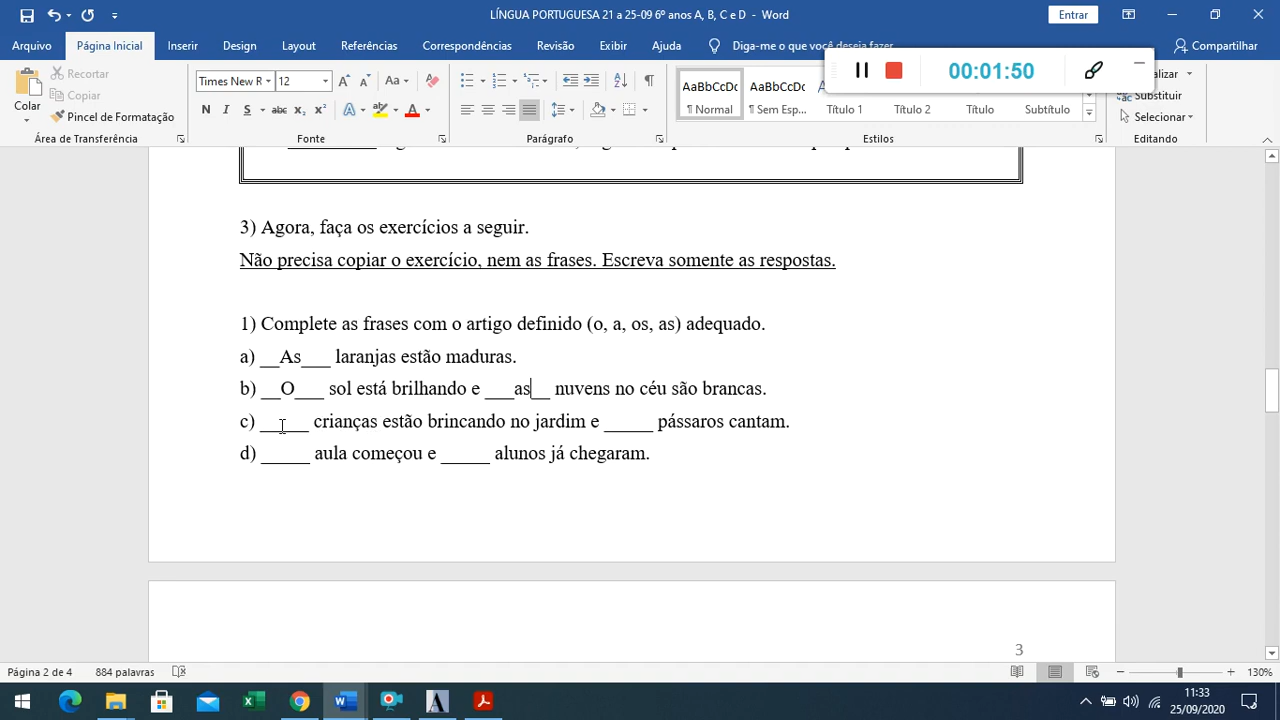 LÍNGUA PORTUGUESA 21 a 25-09 6º anos A, B, C e D - Word
Entrar
Arquivo
Página Inicial
Inserir
Design
Layout
Referências
Correspondências
Revisão
Exibir
Ajuda
Diga-me o que você deseja fazer
Compartilhar
00:01:50
Colar
Recortar
Copiar
Pincel de Formatação
Times New R
12
Aa
N I S abc x₂ x²
AaBbCcDc
AaBbCcDc
Normal
Sem Esp...
Título 1
Título 2
Título
Subtítulo
Substituir
Selecionar
Área de Transferência
Fonte
Parágrafo
Estilos
Editando
3) Agora, faça os exercícios a seguir.
Não precisa copiar o exercício, nem as frases. Escreva somente as respostas.
1) Complete as frases com o artigo definido (o, a, os, as) adequado.
a) __As___ laranjas estão maduras.
b) __O___ sol está brilhando e ___as__ nuvens no céu são brancas.
c) _____ crianças estão brincando no jardim e _____ pássaros cantam.
d) _____ aula começou e _____ alunos já chegaram.
3
Página 2 de 4
884 palavras
130%
11:33
25/09/2020